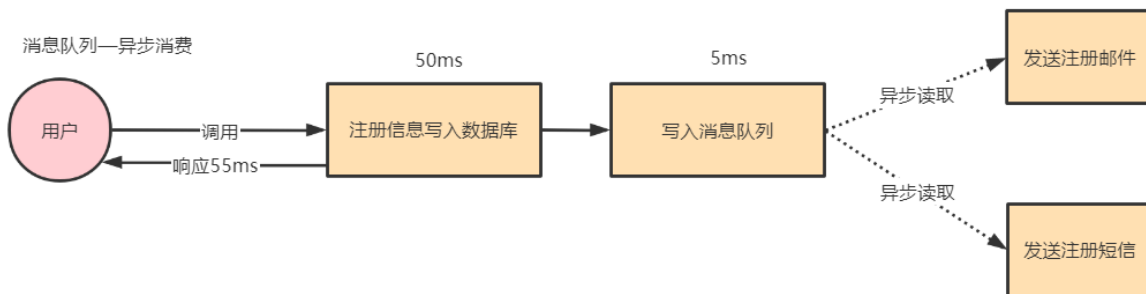 消息队列—异步消费
用户
调用
响应55ms
50ms
注册信息写入数据库
5ms
写入消息队列
异步读取
发送注册邮件
异步读取
发送注册短信